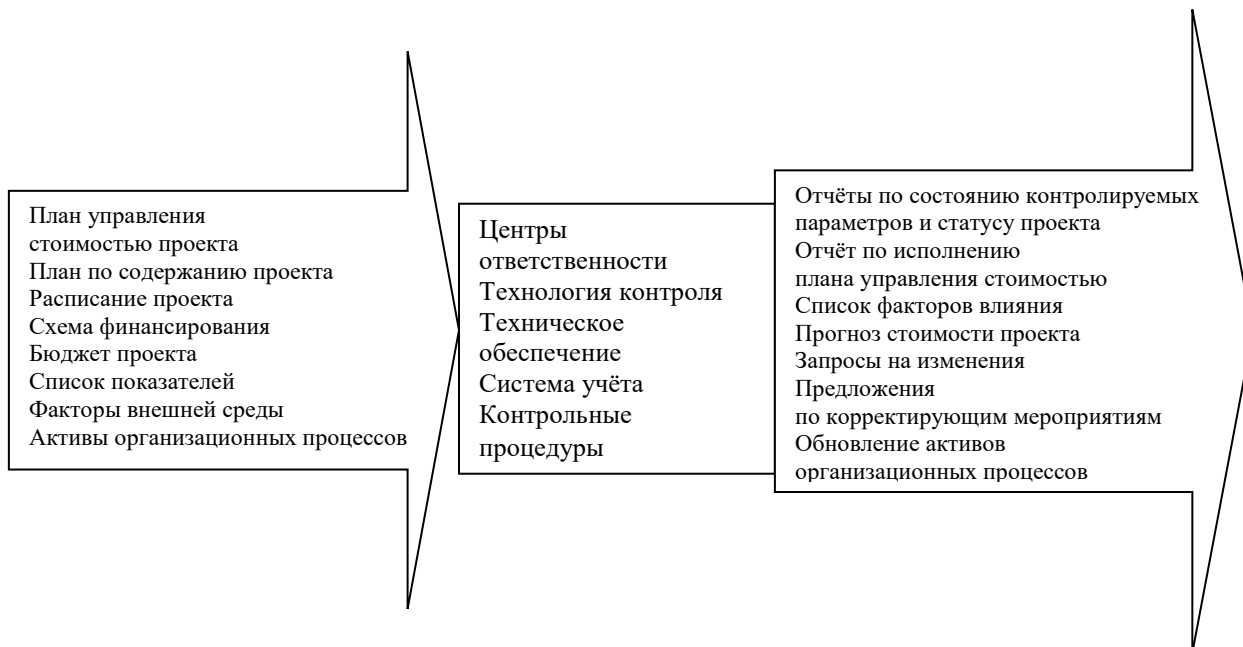 План управления
стоимостью проекта
План по содержанию проекта
Расписание проекта
Схема финансирования
Бюджет проекта
Список показателей
Факторы внешней среды
Активы организационных процессов
Центры
ответственности
Технология контроля
Техническое
обеспечение
Система учёта
Контрольные
процедуры
Отчёты по состоянию контролируемых
параметров и статусу проекта
Отчёт по исполнению
плана управления стоимостью
Список факторов влияния
Прогноз стоимости проекта
Запросы на изменения
Предложения
по корректирующим мероприятиям
Обновление активов
организационных процессов